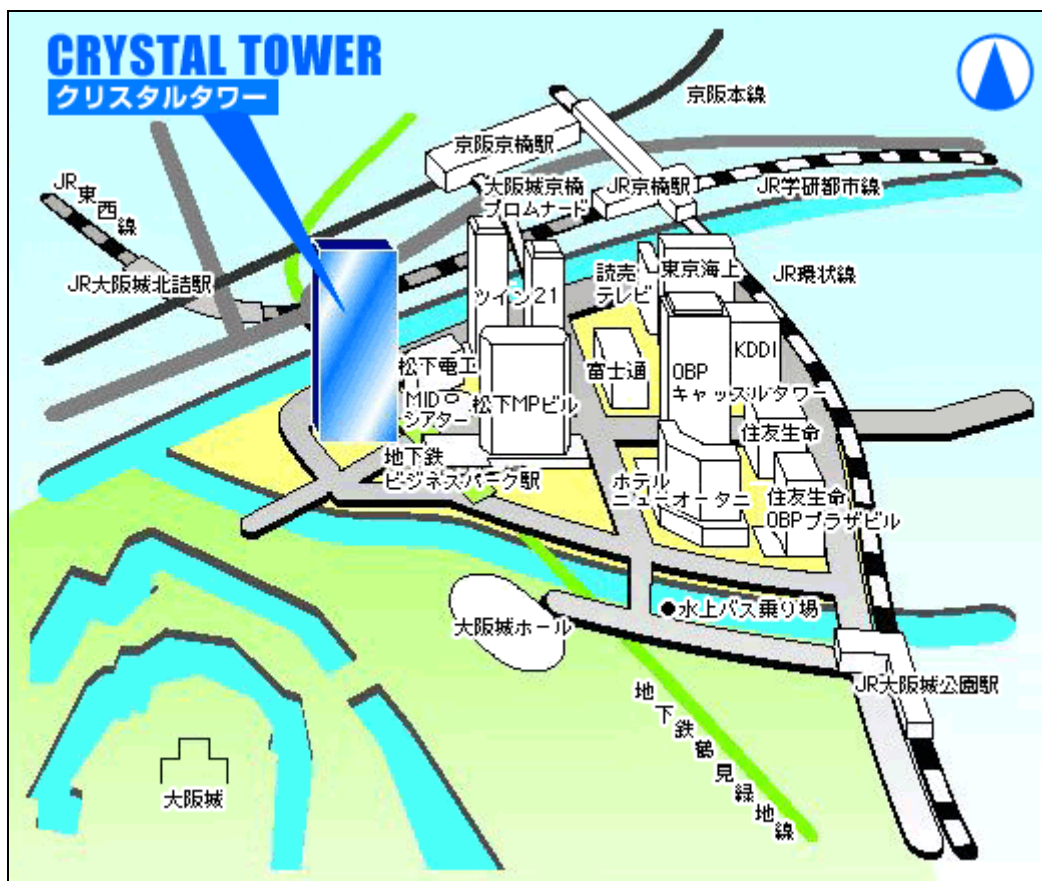 CRYSTAL TOWER
クリスタルタワー
京阪本線
京阪京橋駅
大阪城京橋
プロムナード
JR京橋駅
JR学研都市線
JR東西線
JR大阪城北詰駅
ツイン21
読売
テレビ
東京海上
JR環状線
松下電工
MID
シアター
松下MPビル
富士通
OBP
キャッスルタワー
KDDI
住友生命
地下鉄
ビジネスパーク駅
ホテル
ニューオータニ
住友生命
OBPプラザビル
大阪城ホール
●水上バス乗り場
JR大阪城公園駅
地下鉄鶴見緑地線
大阪城